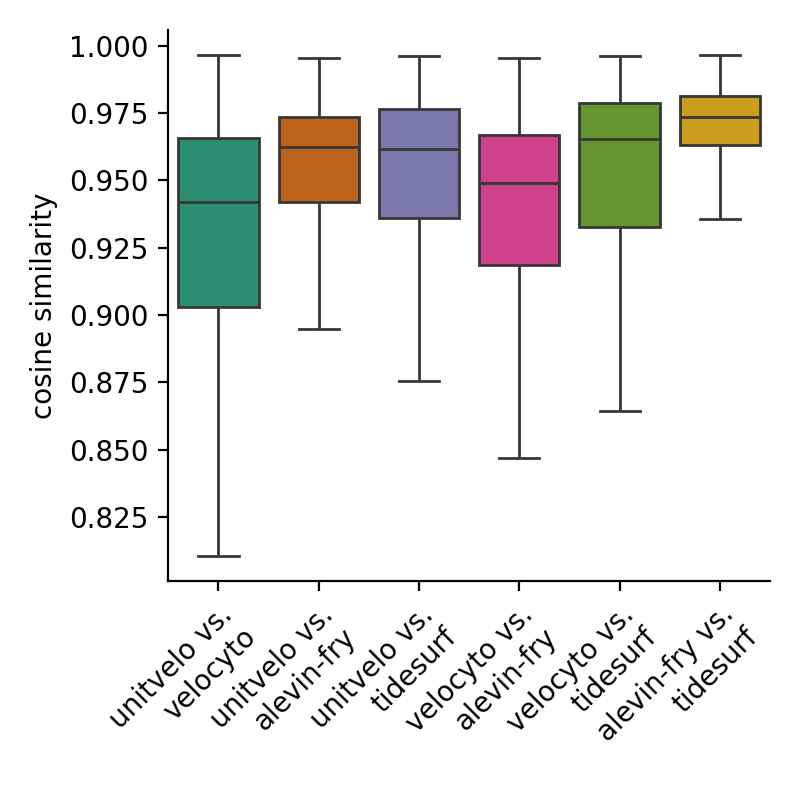 1.000
0.975
0.950
0.925
0.900
0.875
0.850
0.825
cosine similarity
unitvelo vs.
velocyto
unitvelo vs.
alevin-fry
unitvelo vs.
tidesurf
velocyto vs.
alevin-fry
velocyto vs.
tidesurf
alevin-fry vs.
tidesurf